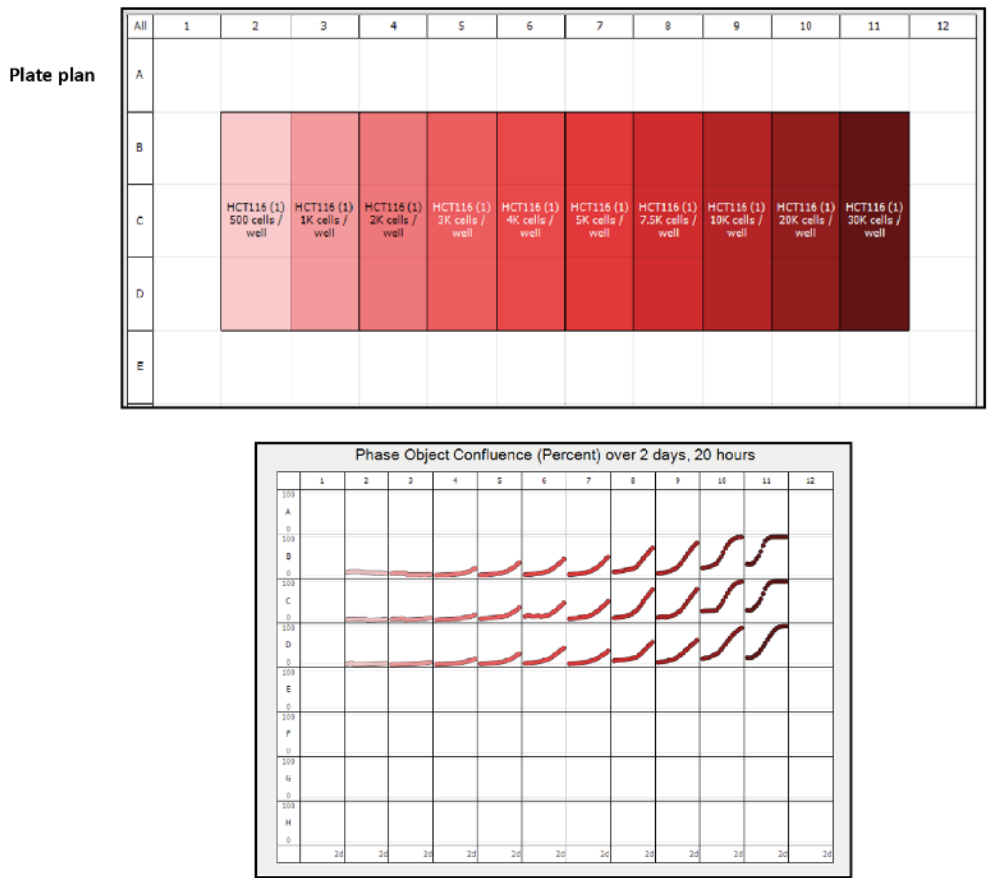 Plate plan
All 1 2 3 4 5 6 7 8 9 10 11 12
A
B
C
D
E
HCT116 (1) HCT116 (1) HCT116 (1) HCT116 (1) HCT116 (1) HCT116 (1) HCT116 (1) HCT116 (1) HCT116 (1) HCT116 (1)
500 cells / 1K cells / 2K cells / 3K cells / 4K cells / 5K cells / 7.5K cells / 10K cells / 20K cells / 30K cells /
well well well well well well well well well well
Phase Object Confluence (Percent) over 2 days, 20 hours
1 2 3 4 5 6 7 8 9 10 11 12
100
A
0
100
B
0
100
C
0
100
D
0
100
E
0
100
F
0
100
G
0
100
H
0
2d 2d 2d 2d 2d 2d 2d 2d 2d 2d 2d 2d